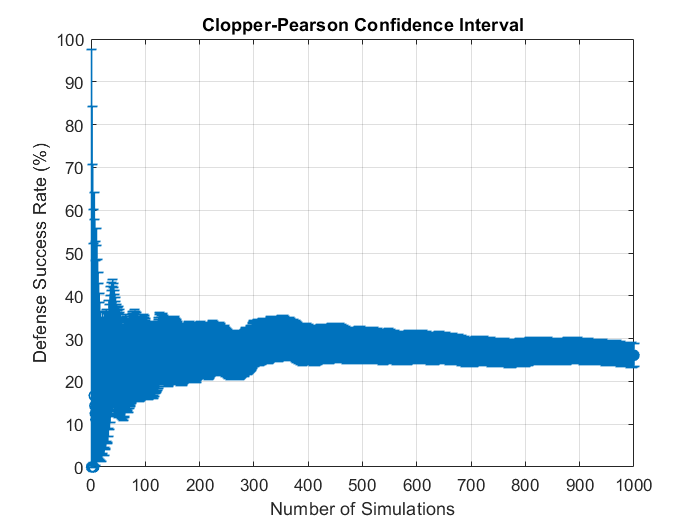 Clopper-Pearson Confidence Interval
100
90
80
70
60
50
40
30
20
10
0
Defense Success Rate (%)
0 100 200 300 400 500 600 700 800 900 1000
Number of Simulations